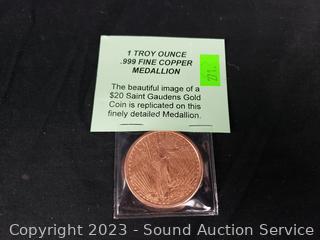 1 TROY OUNCE
.999 FINE COPPER
MEDALLION
The beautiful image of a
$20 Saint Gaudens Gold
Coin is replicated on this
finely detailed Medallion.
Copyright © 2023 - Sound Auction Service